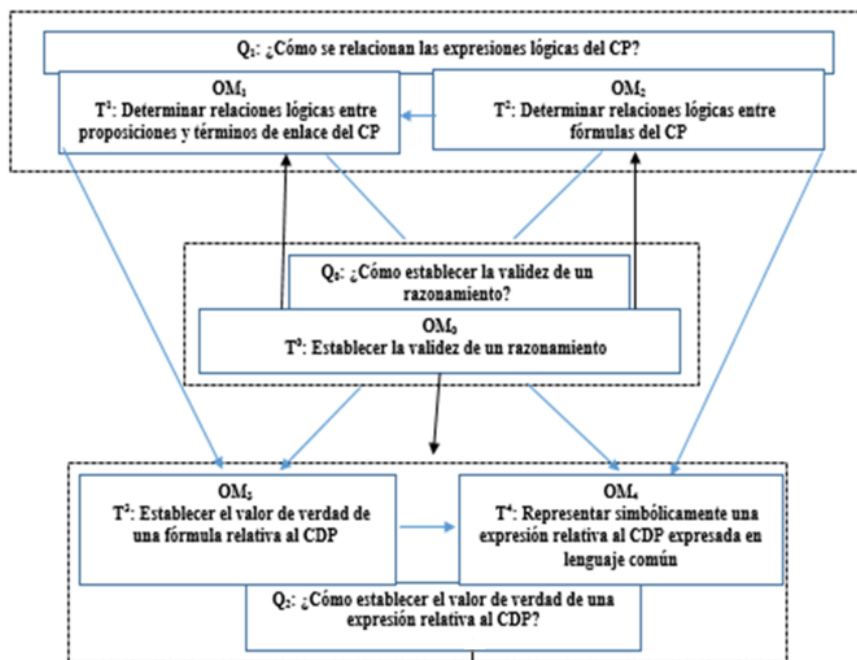 Q₁: ¿Cómo se relacionan las expresiones lógicas del CP?
OM₁
T¹: Determinar relaciones lógicas entre
proposiciones y términos de enlace del CP
OM₂
T²: Determinar relaciones lógicas entre
fórmulas del CP
Q₀: ¿Cómo establecer la validez de un
razonamiento?
OM₀
T⁰: Establecer la validez de un razonamiento
OM₃
T³: Establecer el valor de verdad de
una fórmula relativa al CDP
OM₄
T⁴: Representar simbólicamente una
expresión relativa al CDP expresada en
lenguaje común
Q₂: ¿Cómo establecer el valor de verdad de una
expresión relativa al CDP?